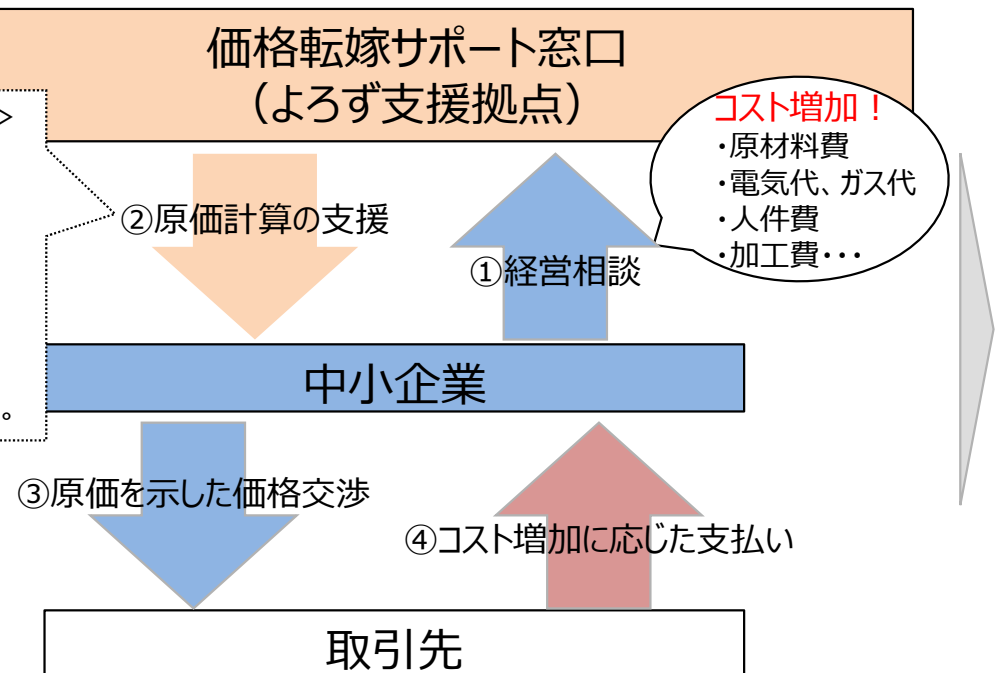 価格転嫁サポート窓口
（よろず支援拠点）
コスト増加！
・原材料費
・電気代、ガス代
・人件費
・加工費・・・
＞
②原価計算の支援
①経営相談
中小企業
。
③原価を示した価格交渉
④コスト増加に応じた支払い
取引先